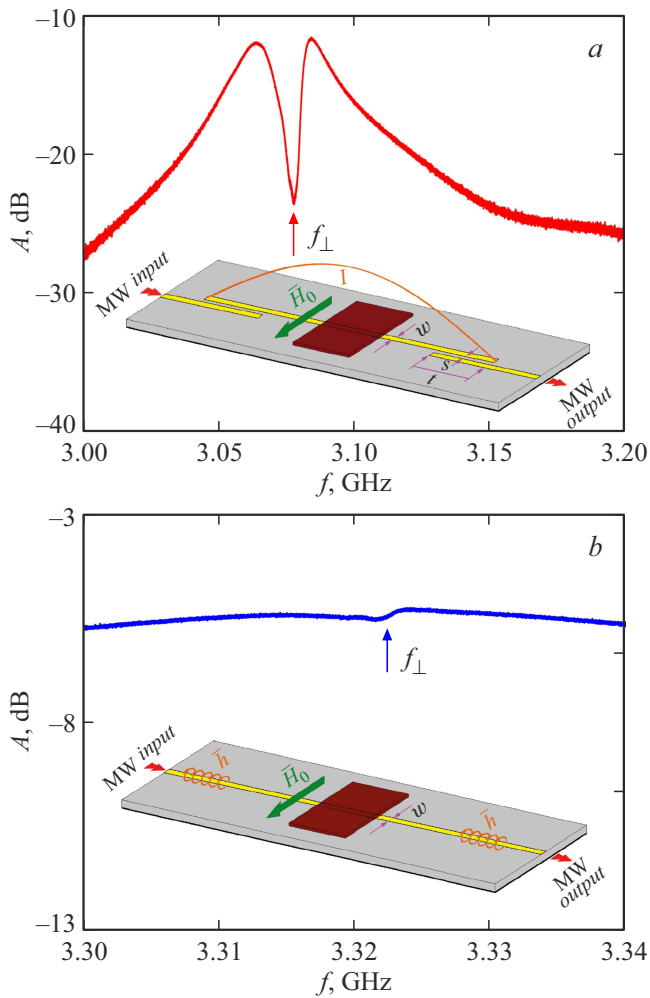 a
−10
−20
−30
−40
A, dB
f⊥
MW input
I
H̄₀
w
s
t
MW
output
3.00
3.05
3.10
3.15
3.20
f, GHz
b
−3
−8
−13
A, dB
f⊥
MW input
h̄
H̄₀
w
h̄
MW
output
3.30
3.31
3.32
3.33
3.34
f, GHz